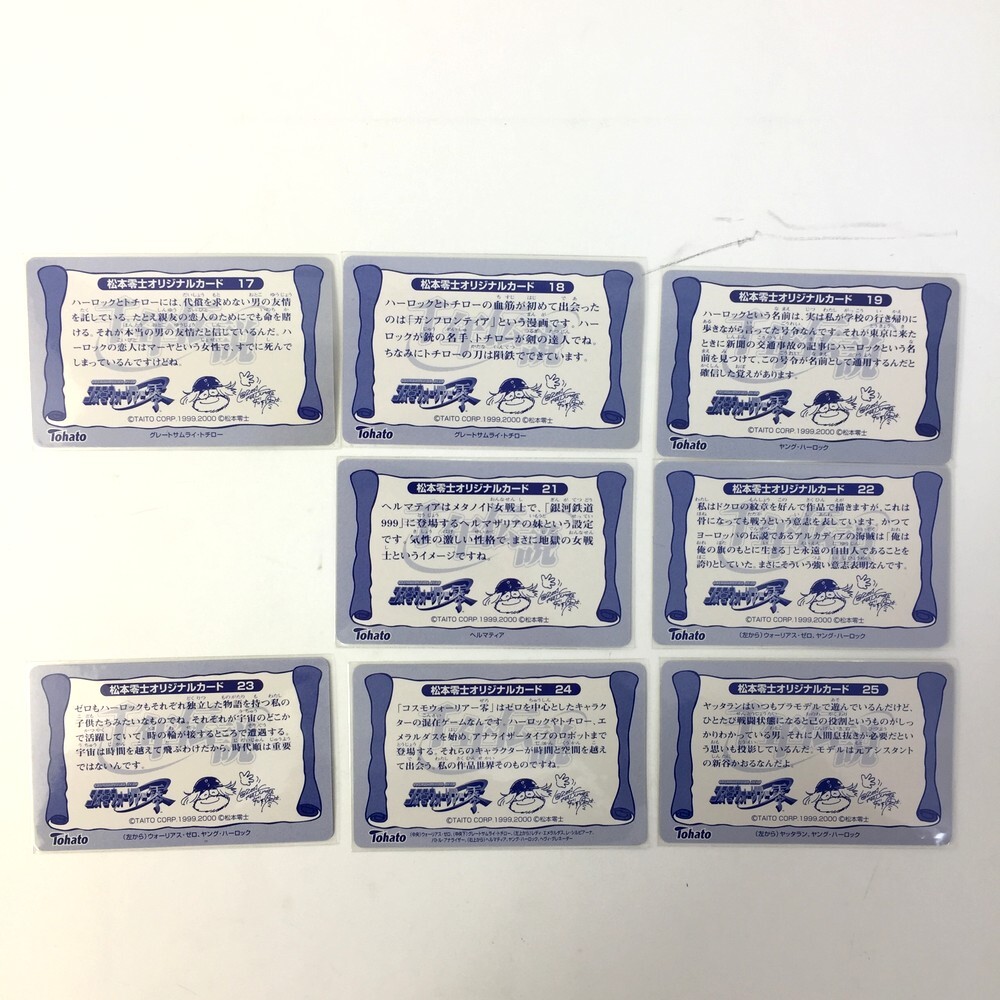 松本零士オリジナルカード 17
ハーロックとトチローには、代償を求めない男の友情
を託している。たとえ親友の恋人のためにでも命を賭
ける。それが本当の男の友情だと信じているんだ。ハ
ーロックの恋人はマーヤという女性で、すでに死んで
しまっているんですけどね。
©TAITO CORP. 1999,2000 ©松本零士
Tohato
グレートサムライ・トチロー
松本零士オリジナルカード 18
ハーロックとトチローの血筋が初めて出会った
のは「ガンフロンティア」という漫画です。ハー
ロックが銃の名手、トチローが剣の達人でね。
ちなみにトチローの刀は隕鉄でできています。
©TAITO CORP. 1999,2000 ©松本零士
Tohato
グレートサムライ・トチロー
松本零士オリジナルカード 19
ハーロックという名前は、実は私が学校の行き帰りに
歩きながら言ってた号令なんです。それが東京に来た
ときに新聞の交通事故の記事にハーロックという名
前を見つけて、この号令が名前として通用するんだと
確信した覚えがあります。
©TAITO CORP. 1999,2000 ©松本零士
Tohato
ヤング・ハーロック
松本零士オリジナルカード 21
ヘルマティアはメタノイド女戦士で、「銀河鉄道
999」に登場するヘルマザリアの妹という設定
です。気性の激しい性格で、まさに地獄の女戦
士というイメージですね。
©TAITO CORP. 1999,2000 ©松本零士
Tohato
ヘルマティア
松本零士オリジナルカード 22
私はドクロの紋章を好んで作品で描きますが、これは
骨になっても戦うという意志を表しています。かつて
ヨーロッパの伝説であるアルカディアの海賊は「俺は
俺の旗のもとに生きる」と永遠の自由人であることを
誇りとしていた。まさにそういう強い意志表明なんです。
©TAITO CORP. 1999,2000 ©松本零士
Tohato
(左から)ウォーリアス・ゼロ、ヤング・ハーロック
松本零士オリジナルカード 23
ゼロもハーロックもそれぞれ独立した物語を持つ私の
子供たちみたいなものでね。それぞれが宇宙のどこか
で活躍していて、時の輪が接するところで遭遇する。
宇宙は時間を越えて飛ぶわけだから、時代順は重要
ではないんです。
©TAITO CORP. 1999,2000 ©松本零士
Tohato
(左から)ウォーリアス・ゼロ、ヤング・ハーロック
松本零士オリジナルカード 24
「コスモウォーリアー零」はゼロを中心としたキャラク
ターの混在ゲームなんです。ハーロックやトチロー、エ
メラルダスを始め、アナライザータイプのロボットまで
登場する。それらのキャラクターが時間と空間を越え
て出会う。私の作品世界そのものですね。
©TAITO CORP. 1999,2000 ©松本零士
Tohato
松本零士オリジナルカード 25
ヤッタランはいつもプラモデルで遊んでいるんだけど、
ひとたび戦闘状態になると己の役割というものがしっ
かりわかっている男。それに人間息抜きが必要だとい
う思いも投影しているんだ。モデルは元アシスタント
の新谷かおるなんだよ。
©TAITO CORP. 1999,2000 ©松本零士
Tohato
(左から)ヤッタラン、ヤング・ハーロック